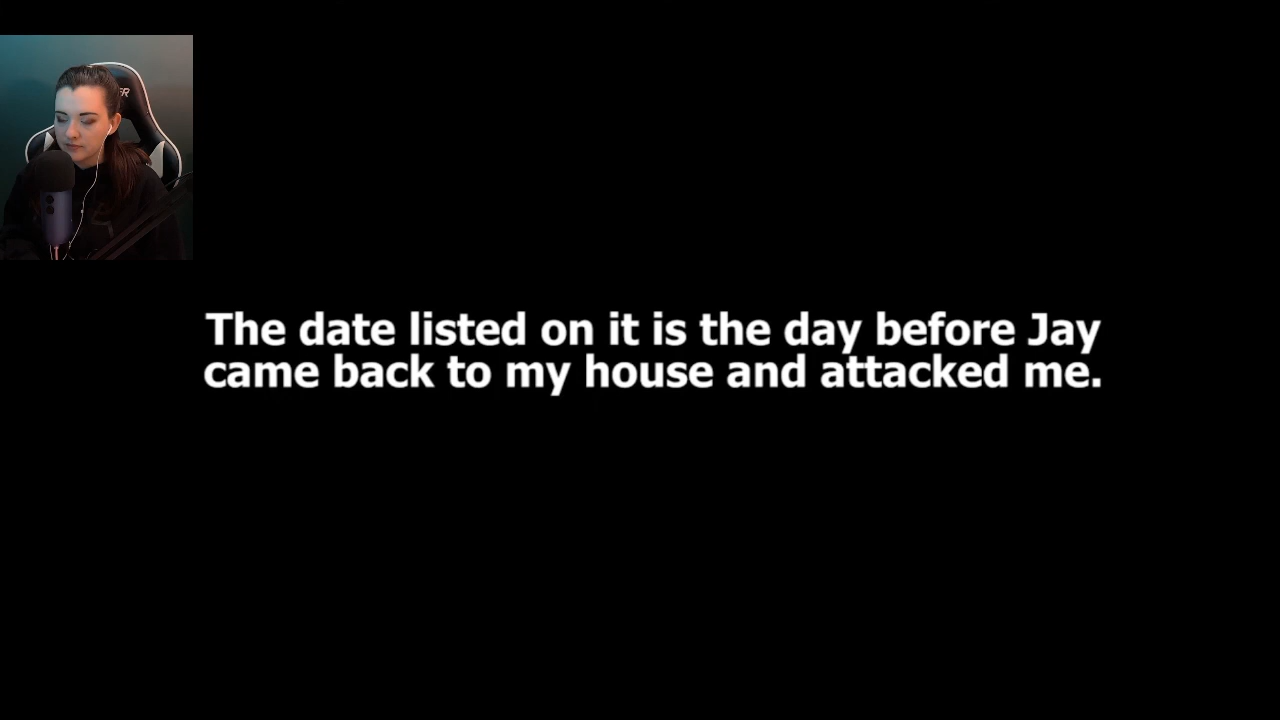 The date listed on it is the day before Jay
came back to my house and attacked me.